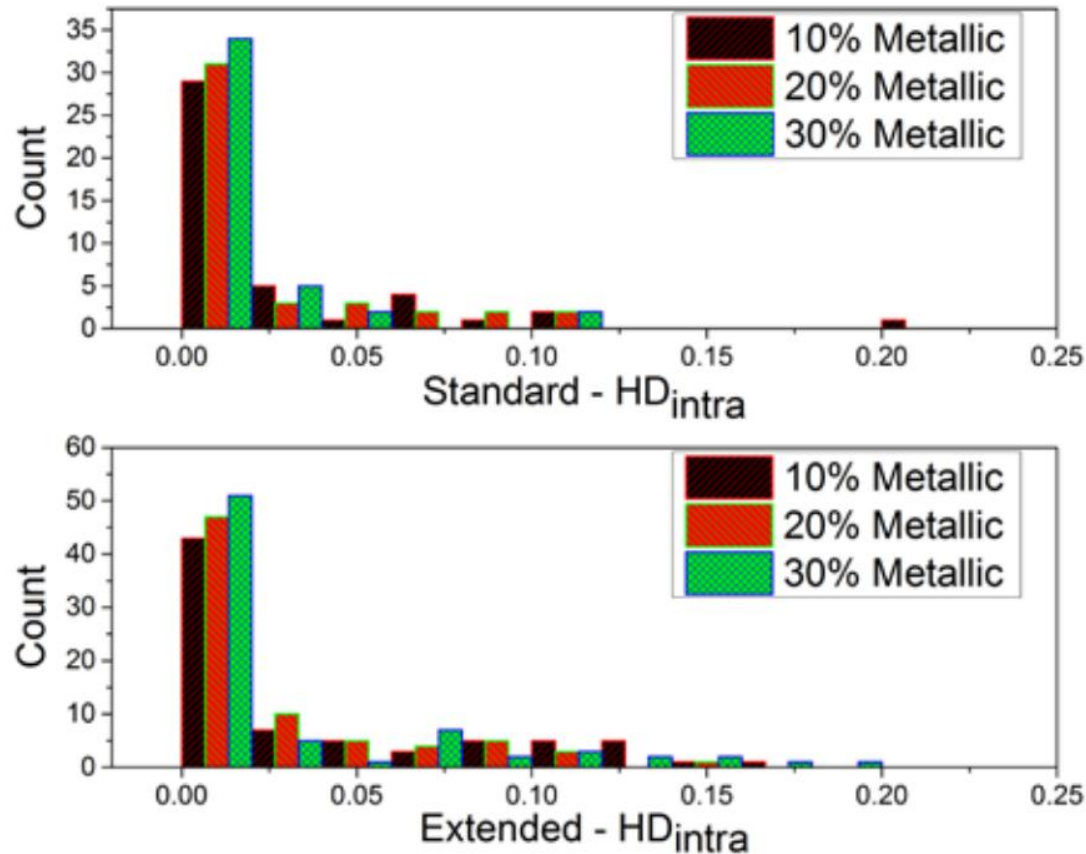 35
30
25
20
15
10
5
0
Count
10% Metallic
20% Metallic
30% Metallic
0.00 0.05 0.10 0.15 0.20 0.25
Standard - HDintra
60
50
40
30
20
10
0
Count
10% Metallic
20% Metallic
30% Metallic
0.00 0.05 0.10 0.15 0.20 0.25
Extended - HDintra